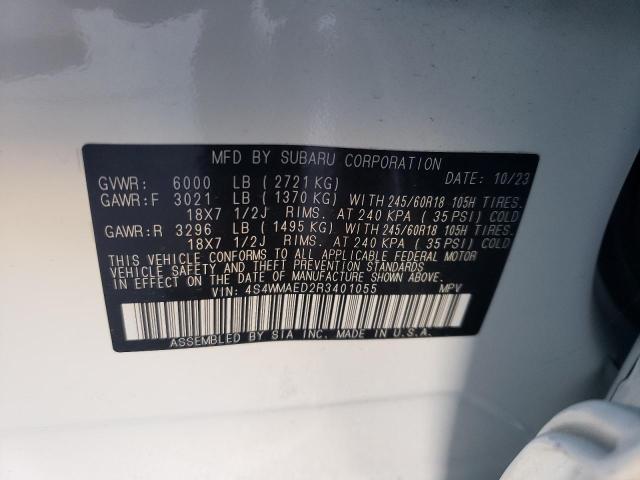 MFD BY SUBARU CORPORATION
GVWR: 6000 LB (2721 KG) DATE: 10/23
GAWR:F 3021 LB (1370 KG) WITH 245/60R18 105H TIRES.
18X7 1/2J RIMS. AT 240 KPA (35 PSI) COLD
GAWR:R 3296 LB (1495 KG) WITH 245/60R18 105H TIRES.
18X7 1/2J RIMS. AT 240 KPA (35 PSI) COLD
THIS VEHICLE CONFORMS TO ALL APPLICABLE FEDERAL MOTOR
VEHICLE SAFETY, BUMPER, AND THEFT PREVENTION STANDARDS
IN EFFECT ON THE DATE OF MANUFACTURE SHOWN ABOVE.
VIN: 4S4WMAED2R3401055 MPV
ASSEMBLED BY SIA INC. MADE IN U.S.A.